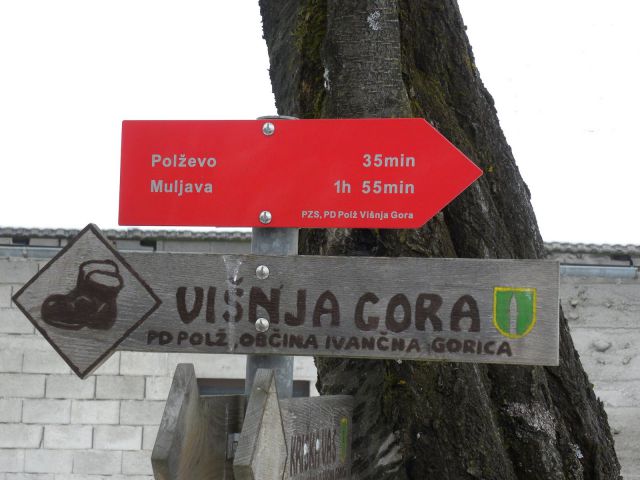 Polževo 35min
Muljava 1h 55min
PZS, PD Polž Višnja Gora
VIŠNJA GORA
PD POLŽ, OBČINA IVANČNA GORICA